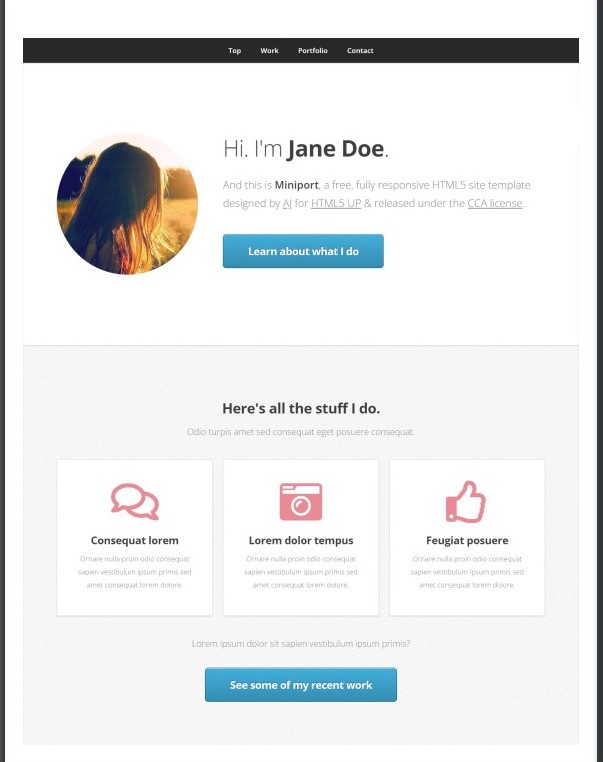 Top Work Portfolio Contact
Hi. I'm Jane Doe.
And this is Miniport, a free, fully responsive HTML5 site template
designed by AJ for HTML5 UP & released under the CCA license.
Learn about what I do
Here's all the stuff I do.
Odio turpis amet sed consequat eget posuere consequat.
Consequat lorem
Ornare nulla proin odio consequat
sapien vestibulum ipsum primis sed
amet consequat lorem dolore.
Lorem dolor tempus
Ornare nulla proin odio consequat
sapien vestibulum ipsum primis sed
amet consequat lorem dolore.
Feugiat posuere
Ornare nulla proin odio consequat
sapien vestibulum ipsum primis sed
amet consequat lorem dolore.
Lorem ipsum dolor sit sapien vestibulum ipsum primis?
See some of my recent work